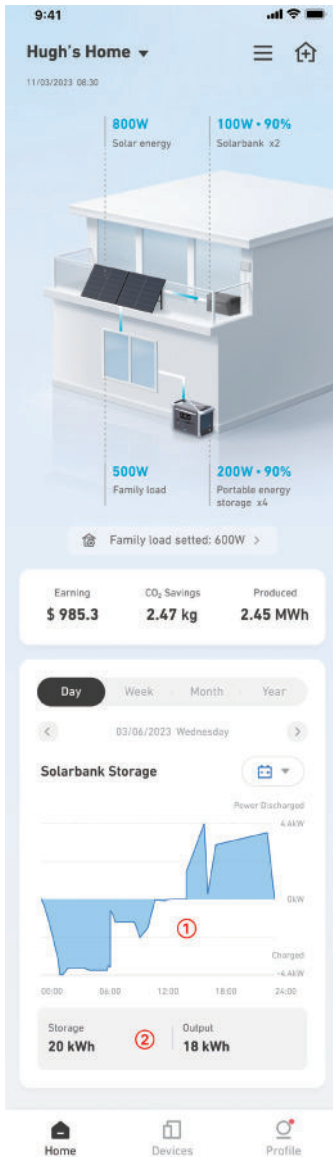 9:41
Hugh's Home
11/03/2023 08:30
800W
Solar energy
100W • 90%
Solarbank x2
500W
Family load
200W • 90%
Portable energy
storage x4
Family load setted: 600W >
Earning
$ 985.3
CO₂ Savings
2.47 kg
Produced
2.45 MWh
Day
Week
Month
Year
03/06/2023 Wednesday
Solarbank Storage
Power Discharged
4.4kW
0kW
①
Charged
-4.4kW
00:00
06:00
12:00
18:00
24:00
Storage
20 kWh
②
Output
18 kWh
Home
Devices
Profile